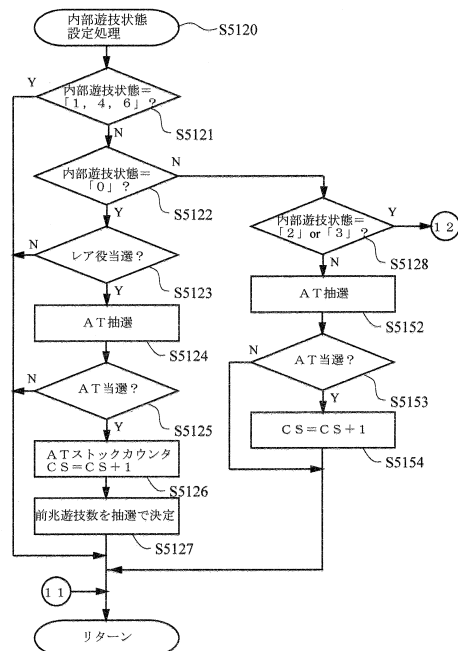 内部遊技状態
設定処理
S5120
Y
内部遊技状態＝
「１，４，６」？
S5121
N
内部遊技状態＝
「０」？
N
S5122
Y
内部遊技状態＝
「２」or「３」？
Y
１２
S5128
N
N
レア役当選？
S5123
Y
ＡＴ抽選
S5152
ＡＴ抽選
S5124
N
ＡＴ当選？
S5153
Y
N
ＡＴ当選？
S5125
Y
ＣＳ＝ＣＳ＋１
S5154
ＡＴストックカウンタ
ＣＳ＝ＣＳ＋１
S5126
前兆遊技数を抽選で決定
S5127
１１
リターン